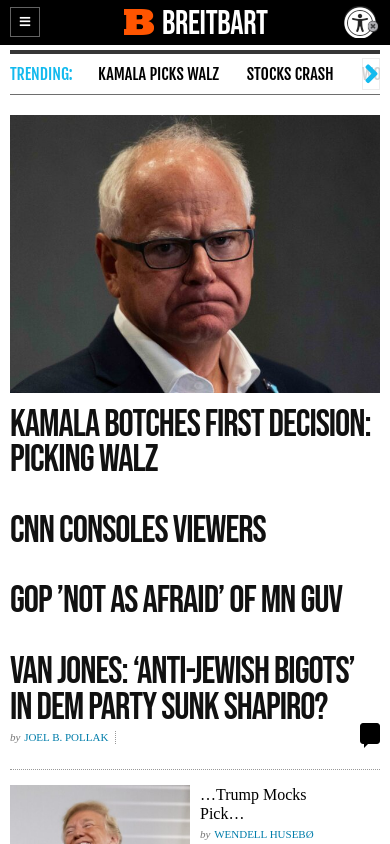 BREITBART
TRENDING: KAMALA PICKS WALZ STOCKS CRASH
KAMALA BOTCHES FIRST DECISION:
PICKING WALZ
CNN CONSOLES VIEWERS
GOP ’NOT AS AFRAID’ OF MN GUV
VAN JONES: ‘ANTI-JEWISH BIGOTS’
IN DEM PARTY SUNK SHAPIRO?
by JOEL B. POLLAK
…Trump Mocks
Pick…
by WENDELL HUSEBØ